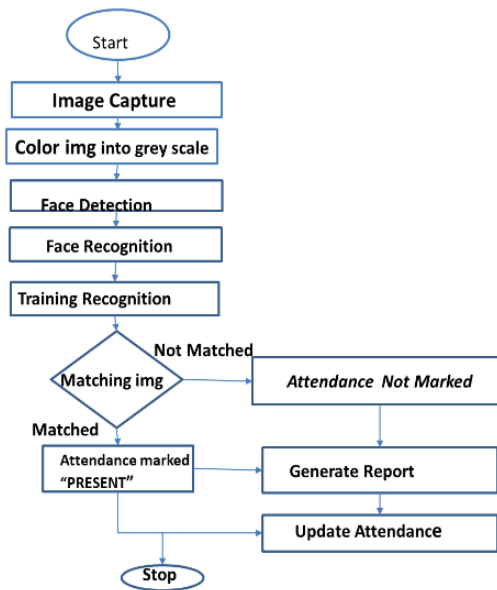 Start
Image Capture
Color img into grey scale
Face Detection
Face Recognition
Training Recognition
Not Matched
Matching img
Attendance Not Marked
Matched
Attendance marked
“PRESENT”
Generate Report
Update Attendance
Stop